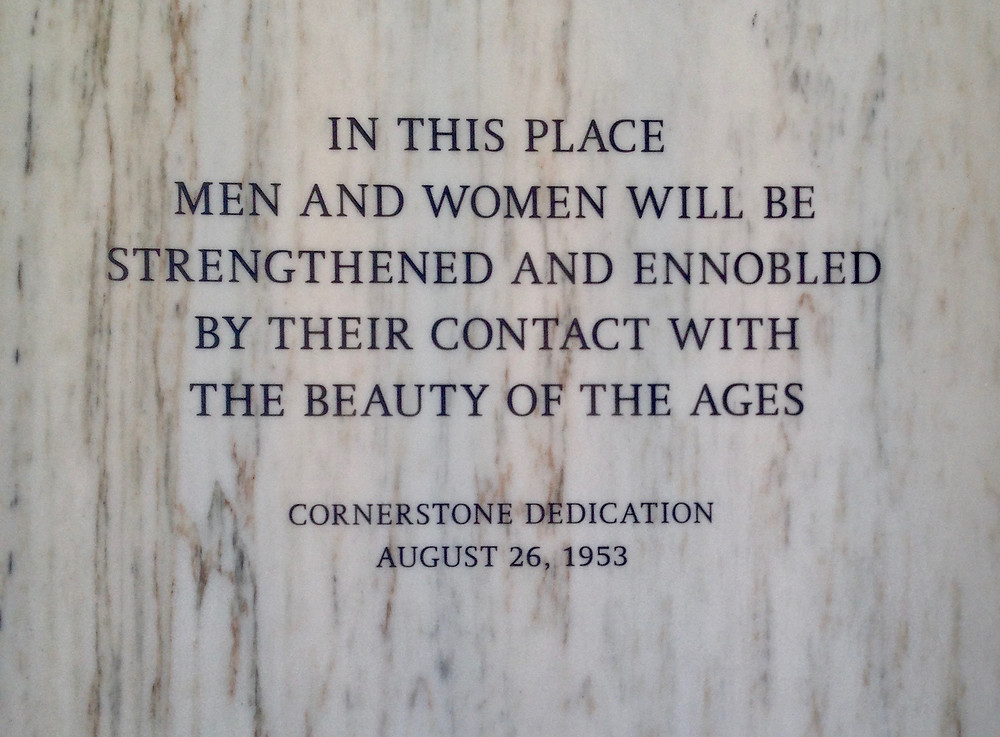 IN THIS PLACE
MEN AND WOMEN WILL BE
STRENGTHENED AND ENNOBLED
BY THEIR CONTACT WITH
THE BEAUTY OF THE AGES
CORNERSTONE DEDICATION
AUGUST 26, 1953